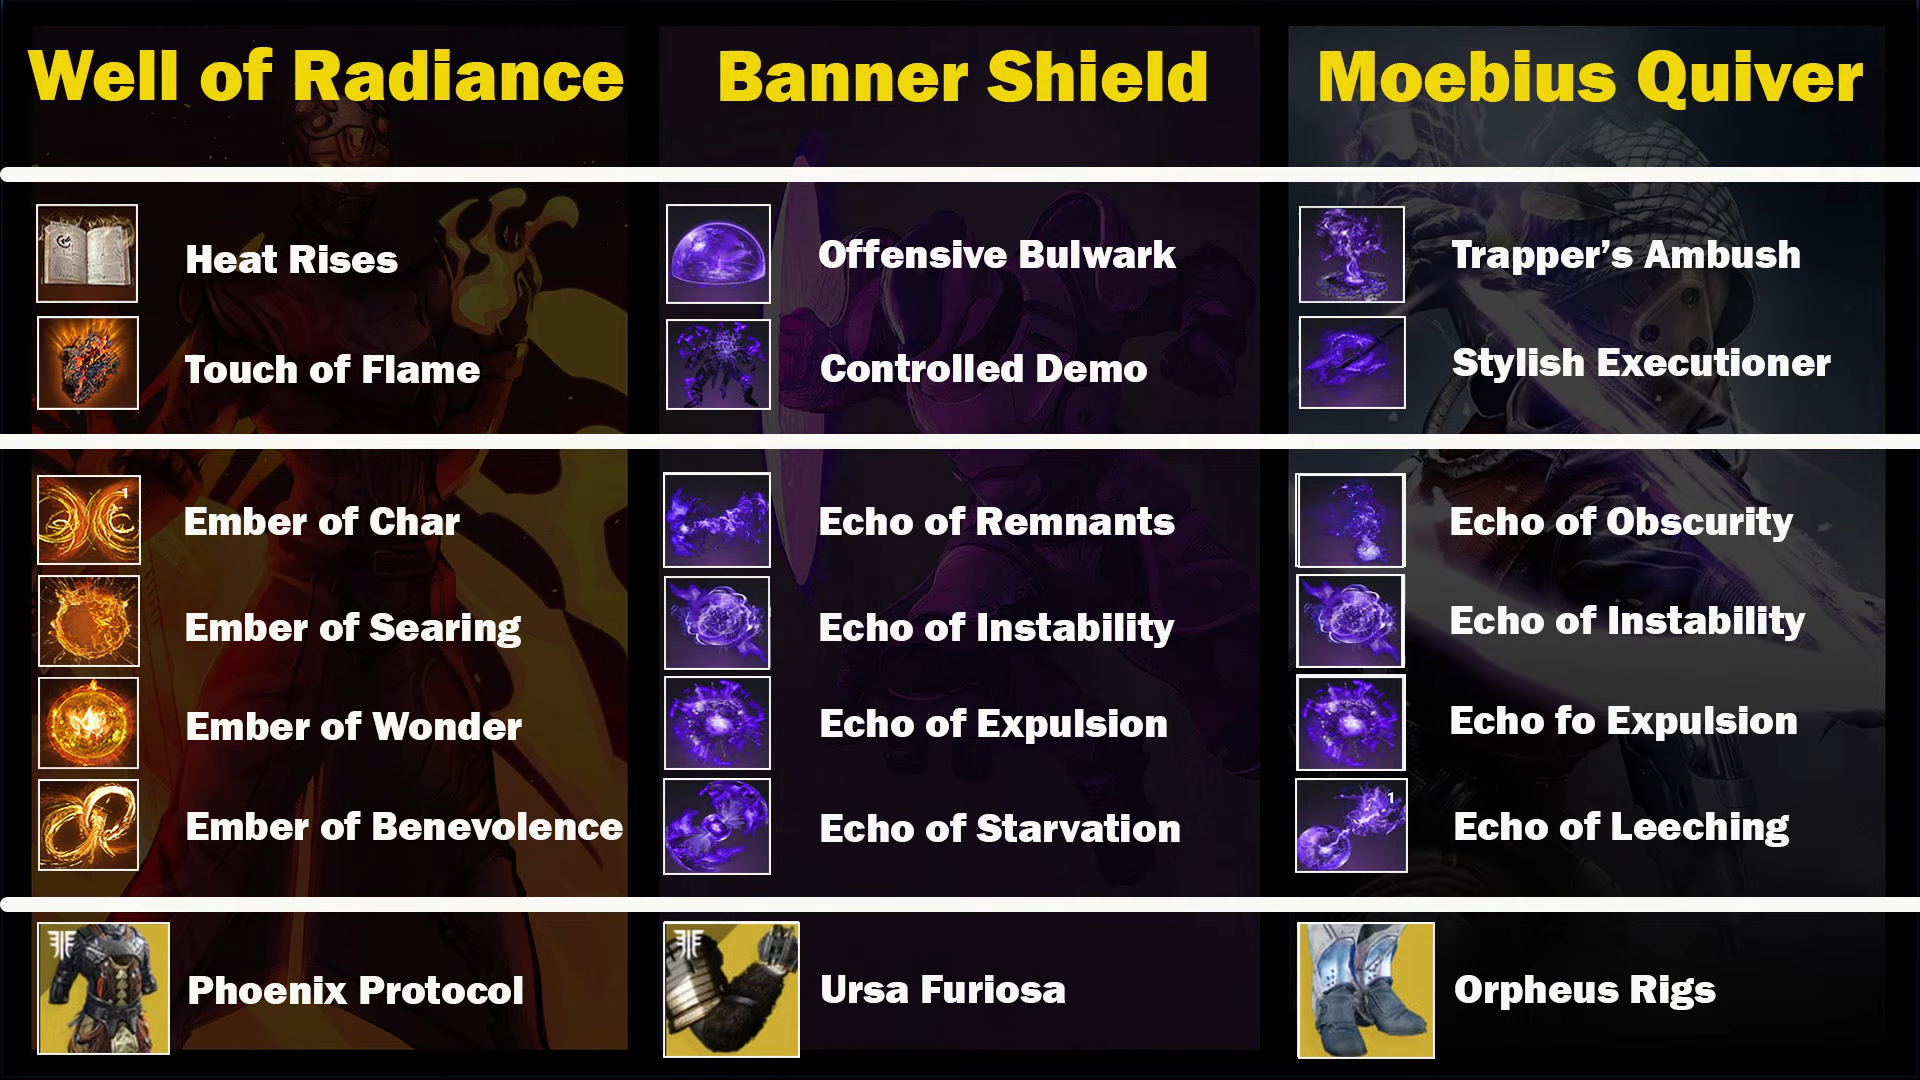 Well of Radiance
Heat Rises
Touch of Flame
Ember of Char
1
Ember of Searing
Ember of Wonder
Ember of Benevolence
Phoenix Protocol
Banner Shield
Offensive Bulwark
Controlled Demo
Echo of Remnants
Echo of Instability
Echo of Expulsion
Echo of Starvation
Ursa Furiosa
Moebius Quiver
Trapper’s Ambush
Stylish Executioner
Echo of Obscurity
Echo of Instability
Echo fo Expulsion
1
Echo of Leeching
Orpheus Rigs